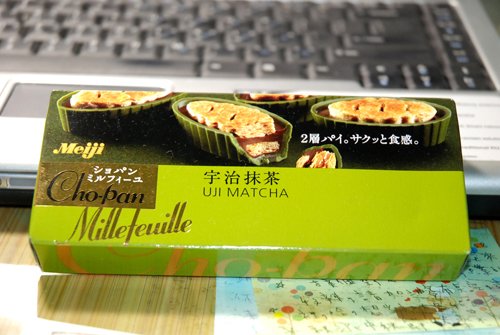 2層パイ。サクッと食感。
Meiji
ショパン
ミルフィーユ
Cho-pan
Millefeuille
宇治抹茶
UJI MATCHA
Cho-pan